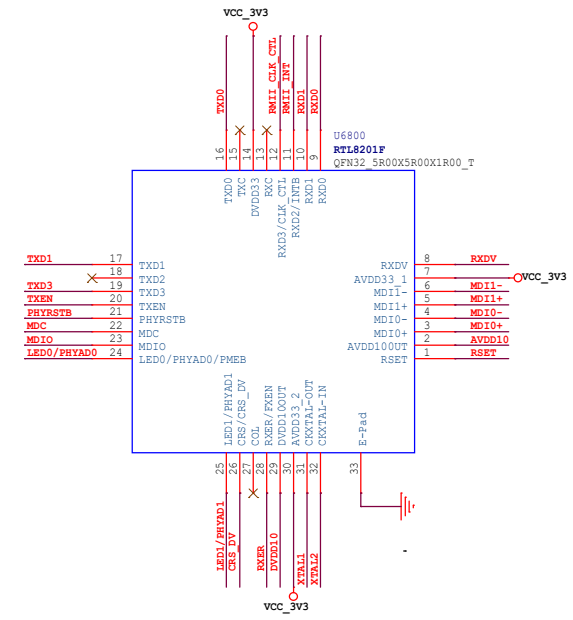 VCC_3V3
TXD0
RMII_CLK_CTL
RMII_INT
RXD1
RXD0
U6800
RTL8201F
QFN32_5R00X5R00X1R00_T
16
15
14
13
12
11
10
9
TXD0
TXC
DVDD33
RXC
RXD3/CLK_CTL
RXD2/INTB
RXD1
RXD0
TXD1 17 TXD1
18 TXD2
TXD3 19 TXD3
TXEN 20 TXEN
PHYRSTB 21 PHYRSTB
MDC 22 MDC
MDIO 23 MDIO
LED0/PHYAD0 24 LED0/PHYAD0/PMEB
RXDV 8 RXDV
AVDD33_1 7 VCC_3V3
MDI1- 6 MDI1-
MDI1+ 5 MDI1+
MDI0- 4 MDI0-
MDI0+ 3 MDI0+
AVDD10OUT 2 AVDD10
RSET 1 RSET
LED1/PHYAD1
CRS/CRS_DV
COL
RXER/FXEN
DVDD10OUT
AVDD33_2
CKXTAL-OUT
CKXTAL-IN
E-Pad
25
26
27
28
29
30
31
32
33
LED1/PHYAD1
CRS_DV
RXER
DVDD10
XTAL1
XTAL2
VCC_3V3